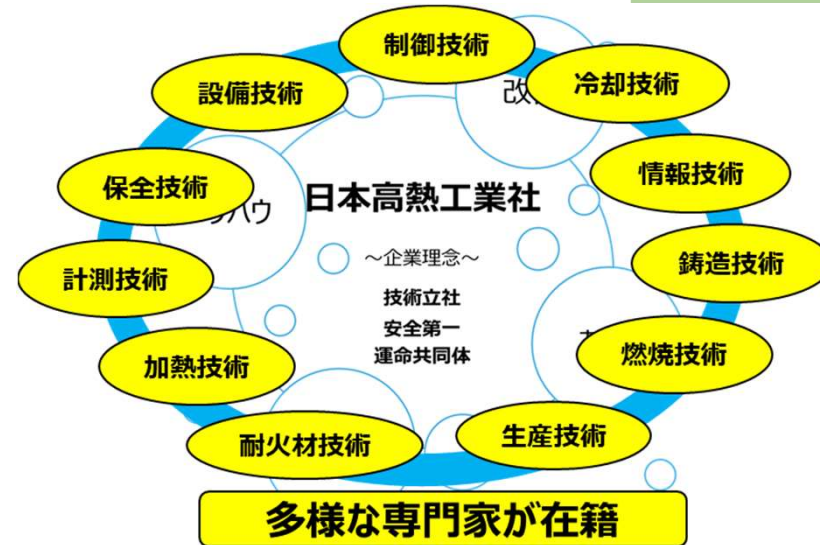 制御技術
設備技術
冷却技術
保全技術
情報技術
日本高熱工業社
計測技術
鋳造技術
～企業理念～
技術立社
安全第一
運命共同体
加熱技術
燃焼技術
耐火材技術
生産技術
多様な専門家が在籍